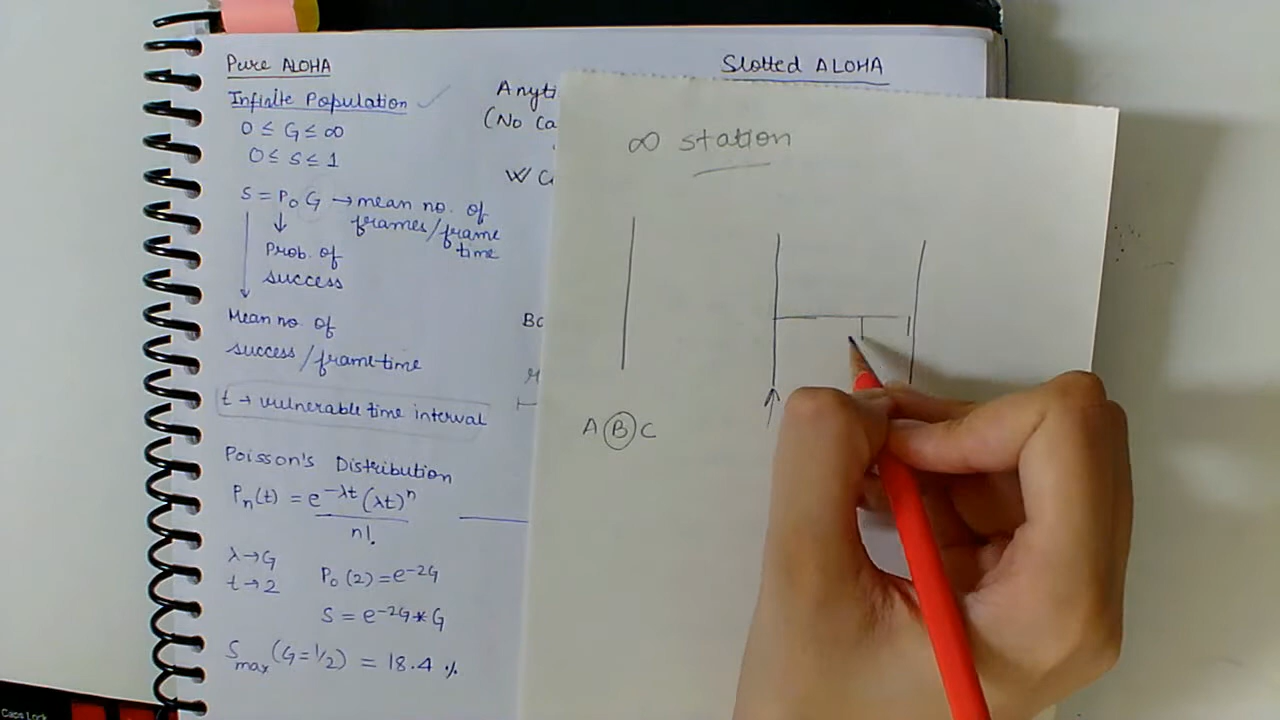 Pure ALOHA
Infinite Population
0 ≤ G ≤ ∞
0 ≤ S ≤ 1
S = P₀ G → mean no. of
frames/frame
time
Prob. of
success
Mean no. of
success/frame time
t → vulnerable time interval
Poisson's Distribution
Pn(t) = e^-λt (λt)^n
n!
λ → G
t → 2
P₀(2) = e^-2G
S = e^-2G * G
Smax (G = 1/2) = 18.4 %
Slotted ALOHA
(No
∞ station
A B C
Caps Lock